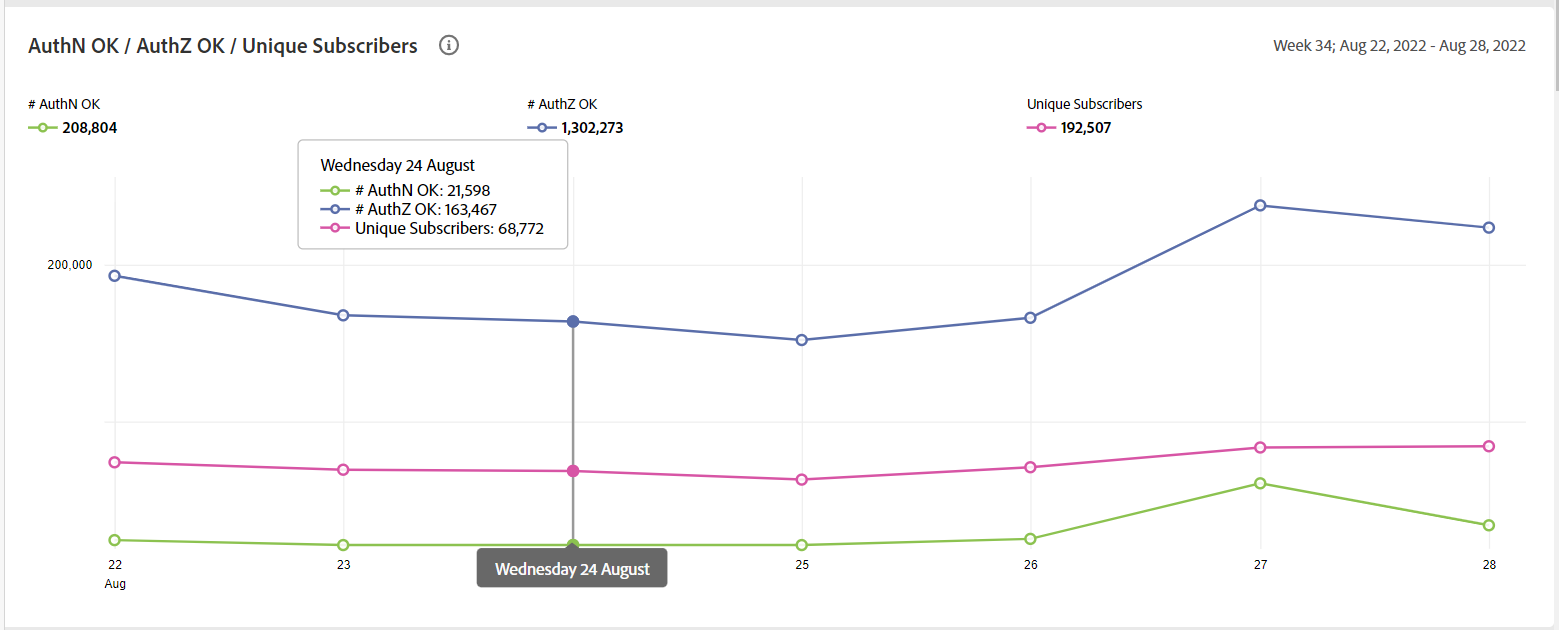 AuthN OK / AuthZ OK / Unique Subscribers
Week 34; Aug 22, 2022 - Aug 28, 2022
# AuthN OK
208,804
# AuthZ OK
1,302,273
Unique Subscribers
192,507
Wednesday 24 August
# AuthN OK: 21,598
# AuthZ OK: 163,467
Unique Subscribers: 68,772
200,000
22 23 Wednesday 24 August 25 26 27 28
Aug